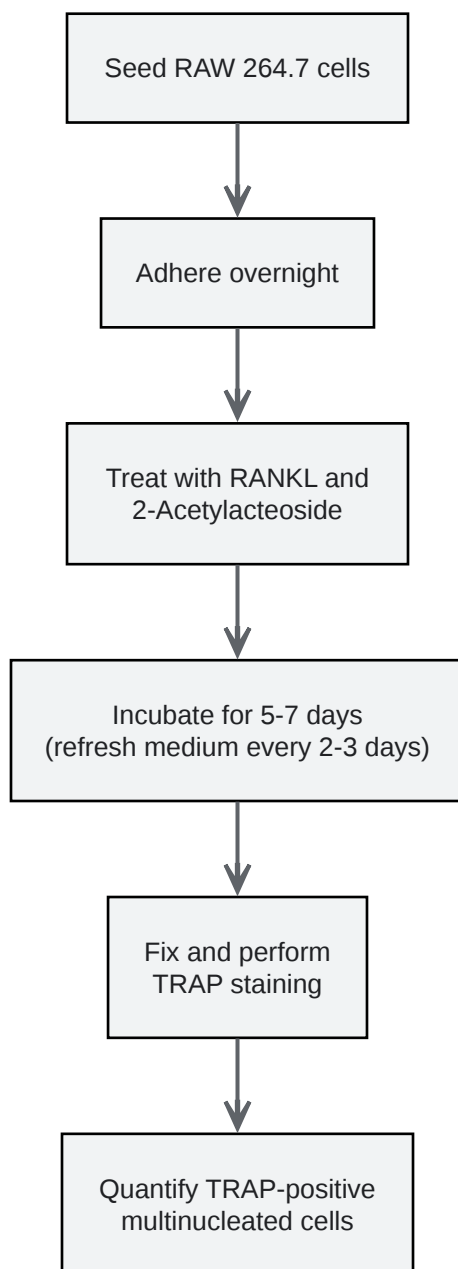 Seed RAW 264.7 cells
Adhere overnight
Treat with RANKL and
2-Acetylacteoside
Incubate for 5-7 days
(refresh medium every 2-3 days)
Fix and perform
TRAP staining
Quantify TRAP-positive
multinucleated cells